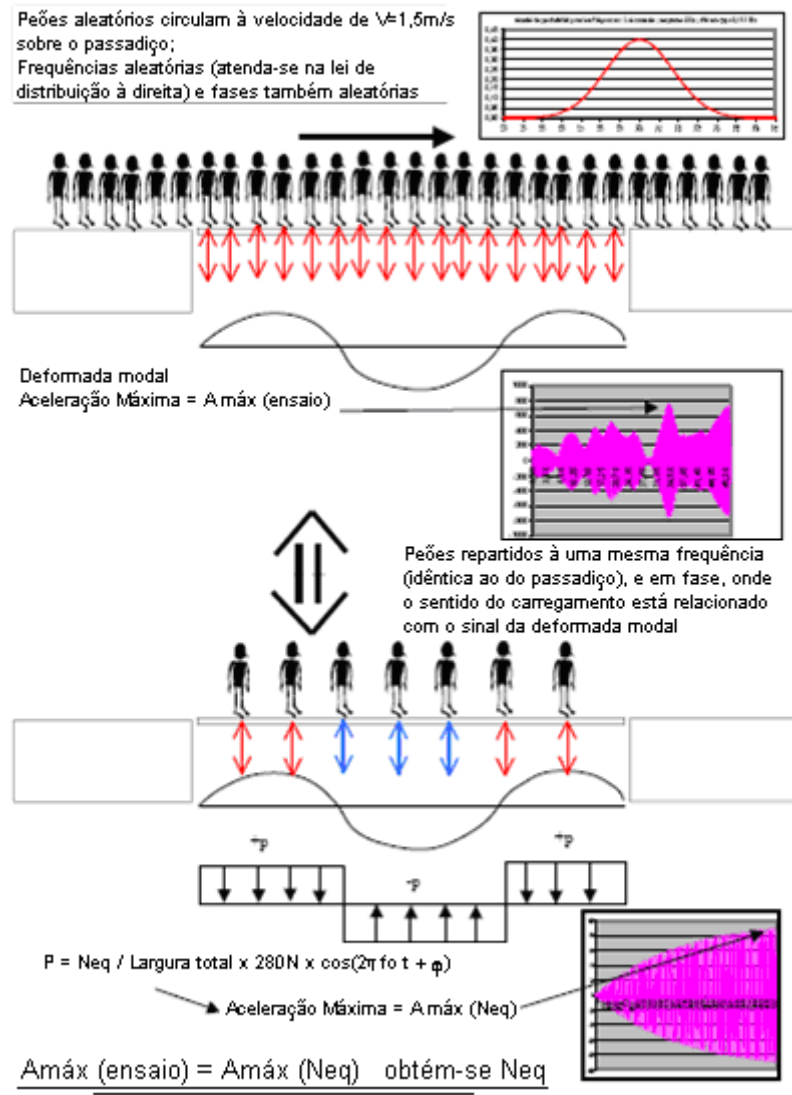 Peões aleatórios circulam à velocidade de V=1,5m/s
sobre o passadiço;
Frequências aleatórias (atenda-se na lei de
distribuição à direita) e fases também aleatórias
Deformada modal
Aceleração Máxima = A máx (ensaio)
Peões repartidos à uma mesma frequência
(idêntica ao do passadiço), e em fase, onde
o sentido do carregamento está relacionado
com o sinal da deformada modal
+p
-p
+p
P = Neq / Largura total x 280N x cos(2π fo t + φ)
Aceleração Máxima = A máx (Neq)
Amáx (ensaio) = Amáx (Neq) obtém-se Neq